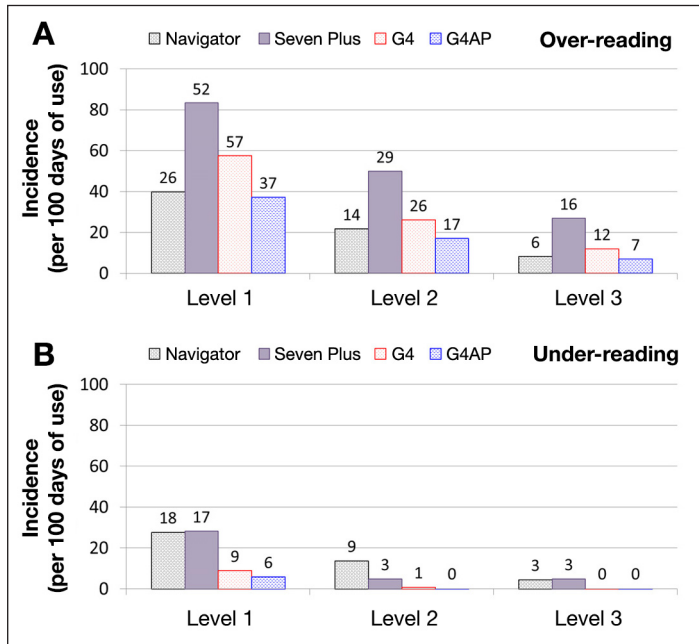 A
Navigator Seven Plus G4 G4AP Over-reading
Incidence
(per 100 days of use)
100
80
60
40
20
0
26 52 57 37
14 29 26 17
6 16 12 7
Level 1 Level 2 Level 3
B
Navigator Seven Plus G4 G4AP Under-reading
Incidence
(per 100 days of use)
100
80
60
40
20
0
18 17 9 6
9 3 1 0
3 3 0 0
Level 1 Level 2 Level 3